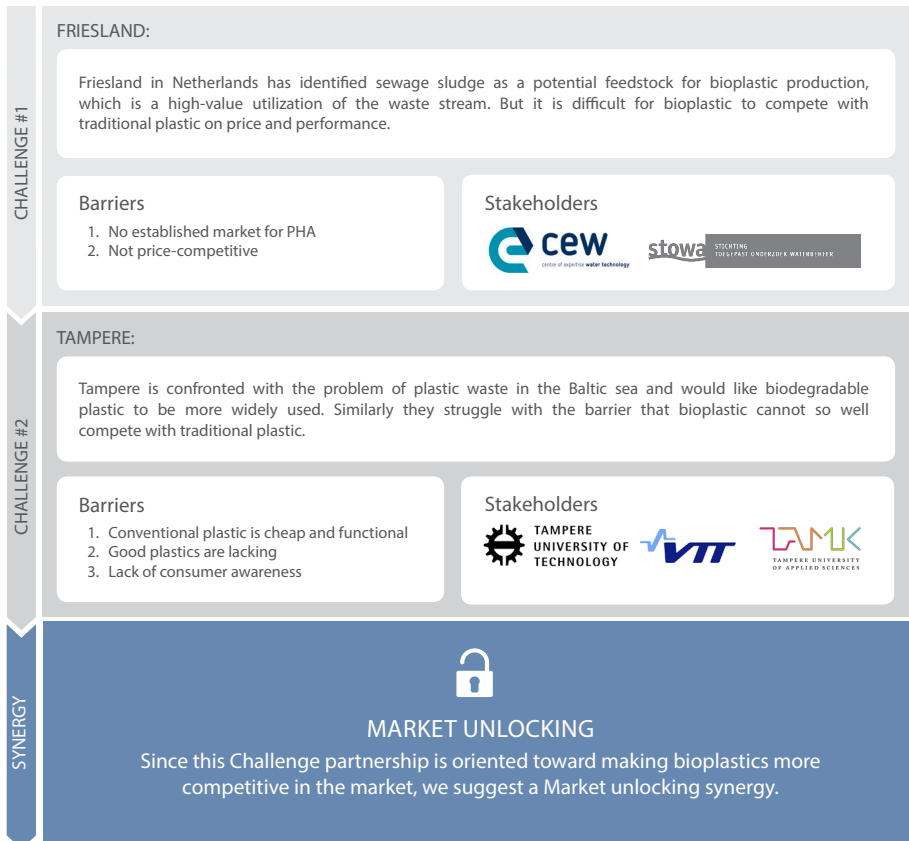 CHALLENGE #1
FRIESLAND:
Friesland in Netherlands has identified sewage sludge as a potential feedstock for bioplastic production,
which is a high-value utilization of the waste stream. But it is difficult for bioplastic to compete with
traditional plastic on price and performance.
Barriers
1. No established market for PHA
2. Not price-competitive
Stakeholders
cew
centre of expertise water technology
stowa
STICHTING
TOEGEPAST ONDERZOEK WATERBEHEER
CHALLENGE #2
TAMPERE:
Tampere is confronted with the problem of plastic waste in the Baltic sea and would like biodegradable
plastic to be more widely used. Similarly they struggle with the barrier that bioplastic cannot so well
compete with traditional plastic.
Barriers
1. Conventional plastic is cheap and functional
2. Good plastics are lacking
3. Lack of consumer awareness
Stakeholders
TAMPERE
UNIVERSITY OF
TECHNOLOGY
VTT
TAMK
TAMPERE UNIVERSITY
OF APPLIED SCIENCES
SYNERGY
MARKET UNLOCKING
Since this Challenge partnership is oriented toward making bioplastics more
competitive in the market, we suggest a Market unlocking synergy.